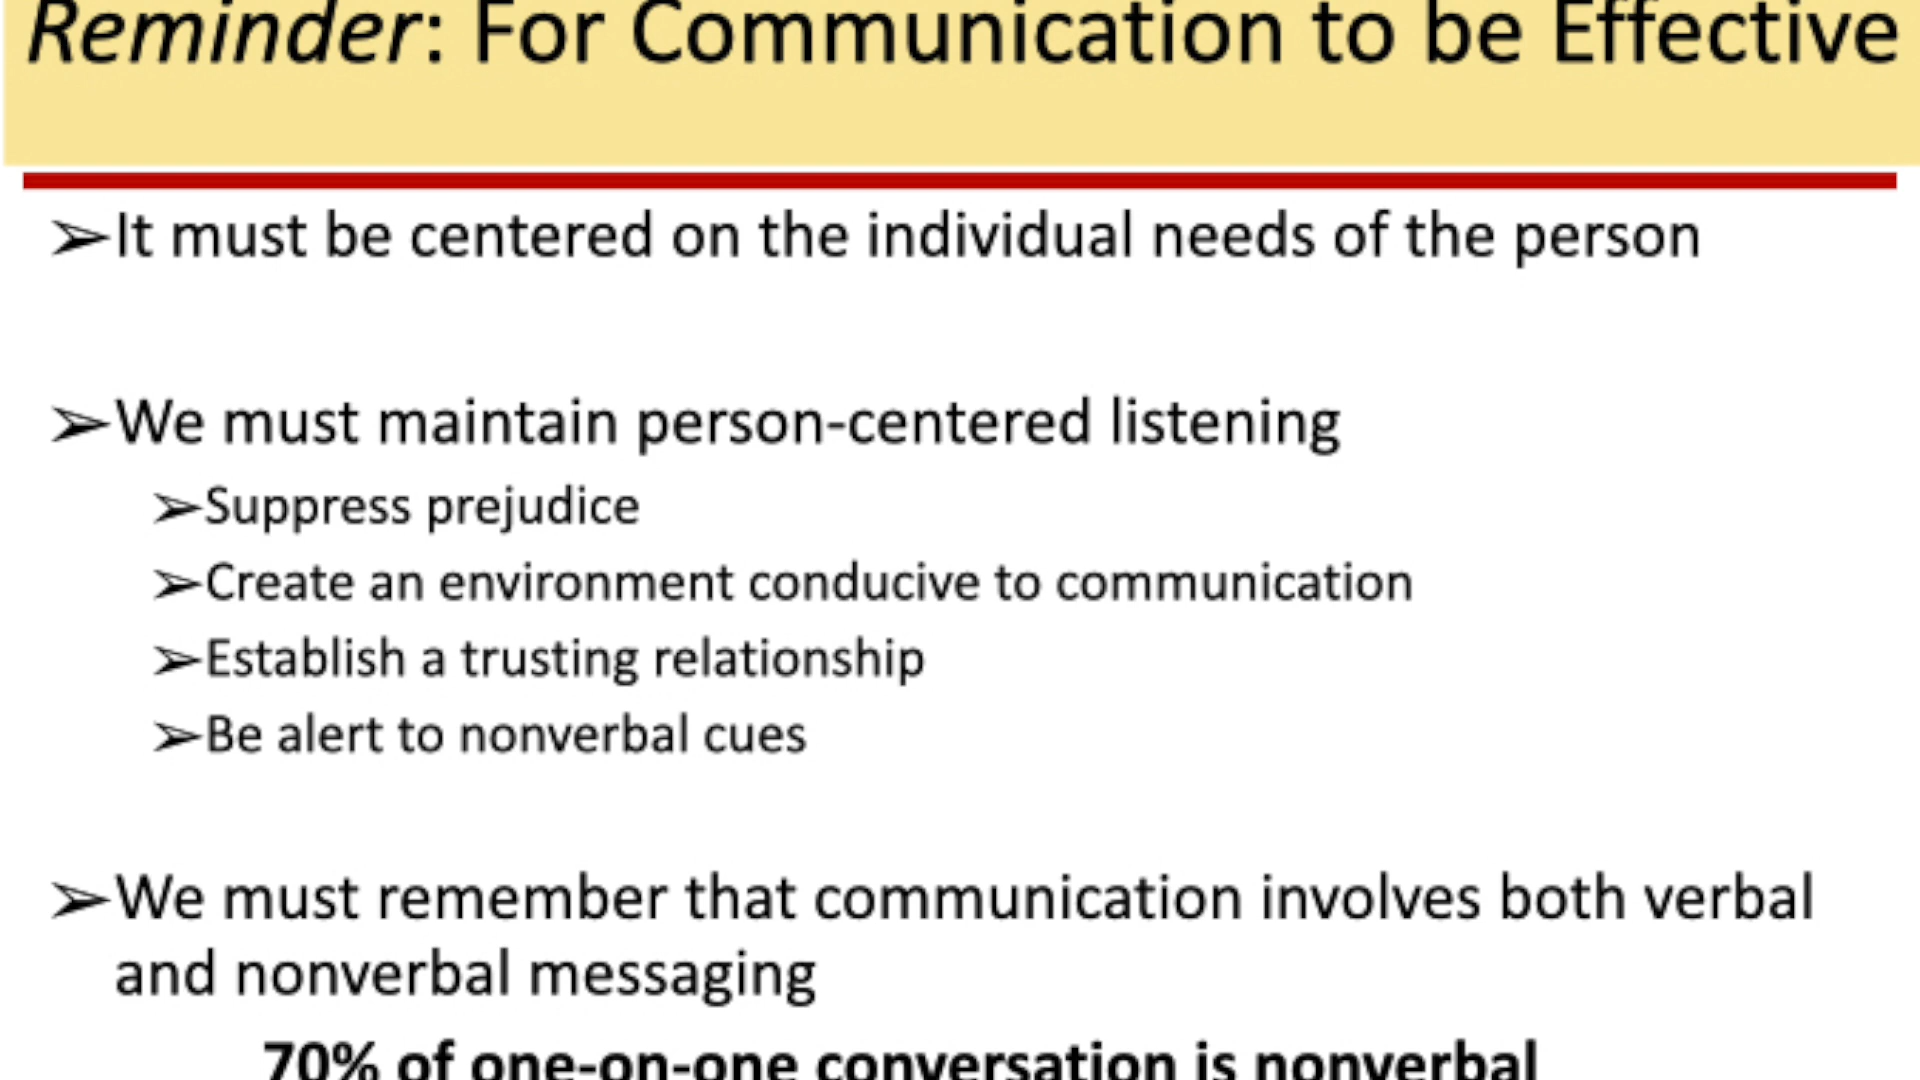 Reminder: For Communication to be Effective
➢It must be centered on the individual needs of the person
➢We must maintain person-centered listening
➢Suppress prejudice
➢Create an environment conducive to communication
➢Establish a trusting relationship
➢Be alert to nonverbal cues
➢We must remember that communication involves both verbal
and nonverbal messaging
70% of one-on-one conversation is nonverbal